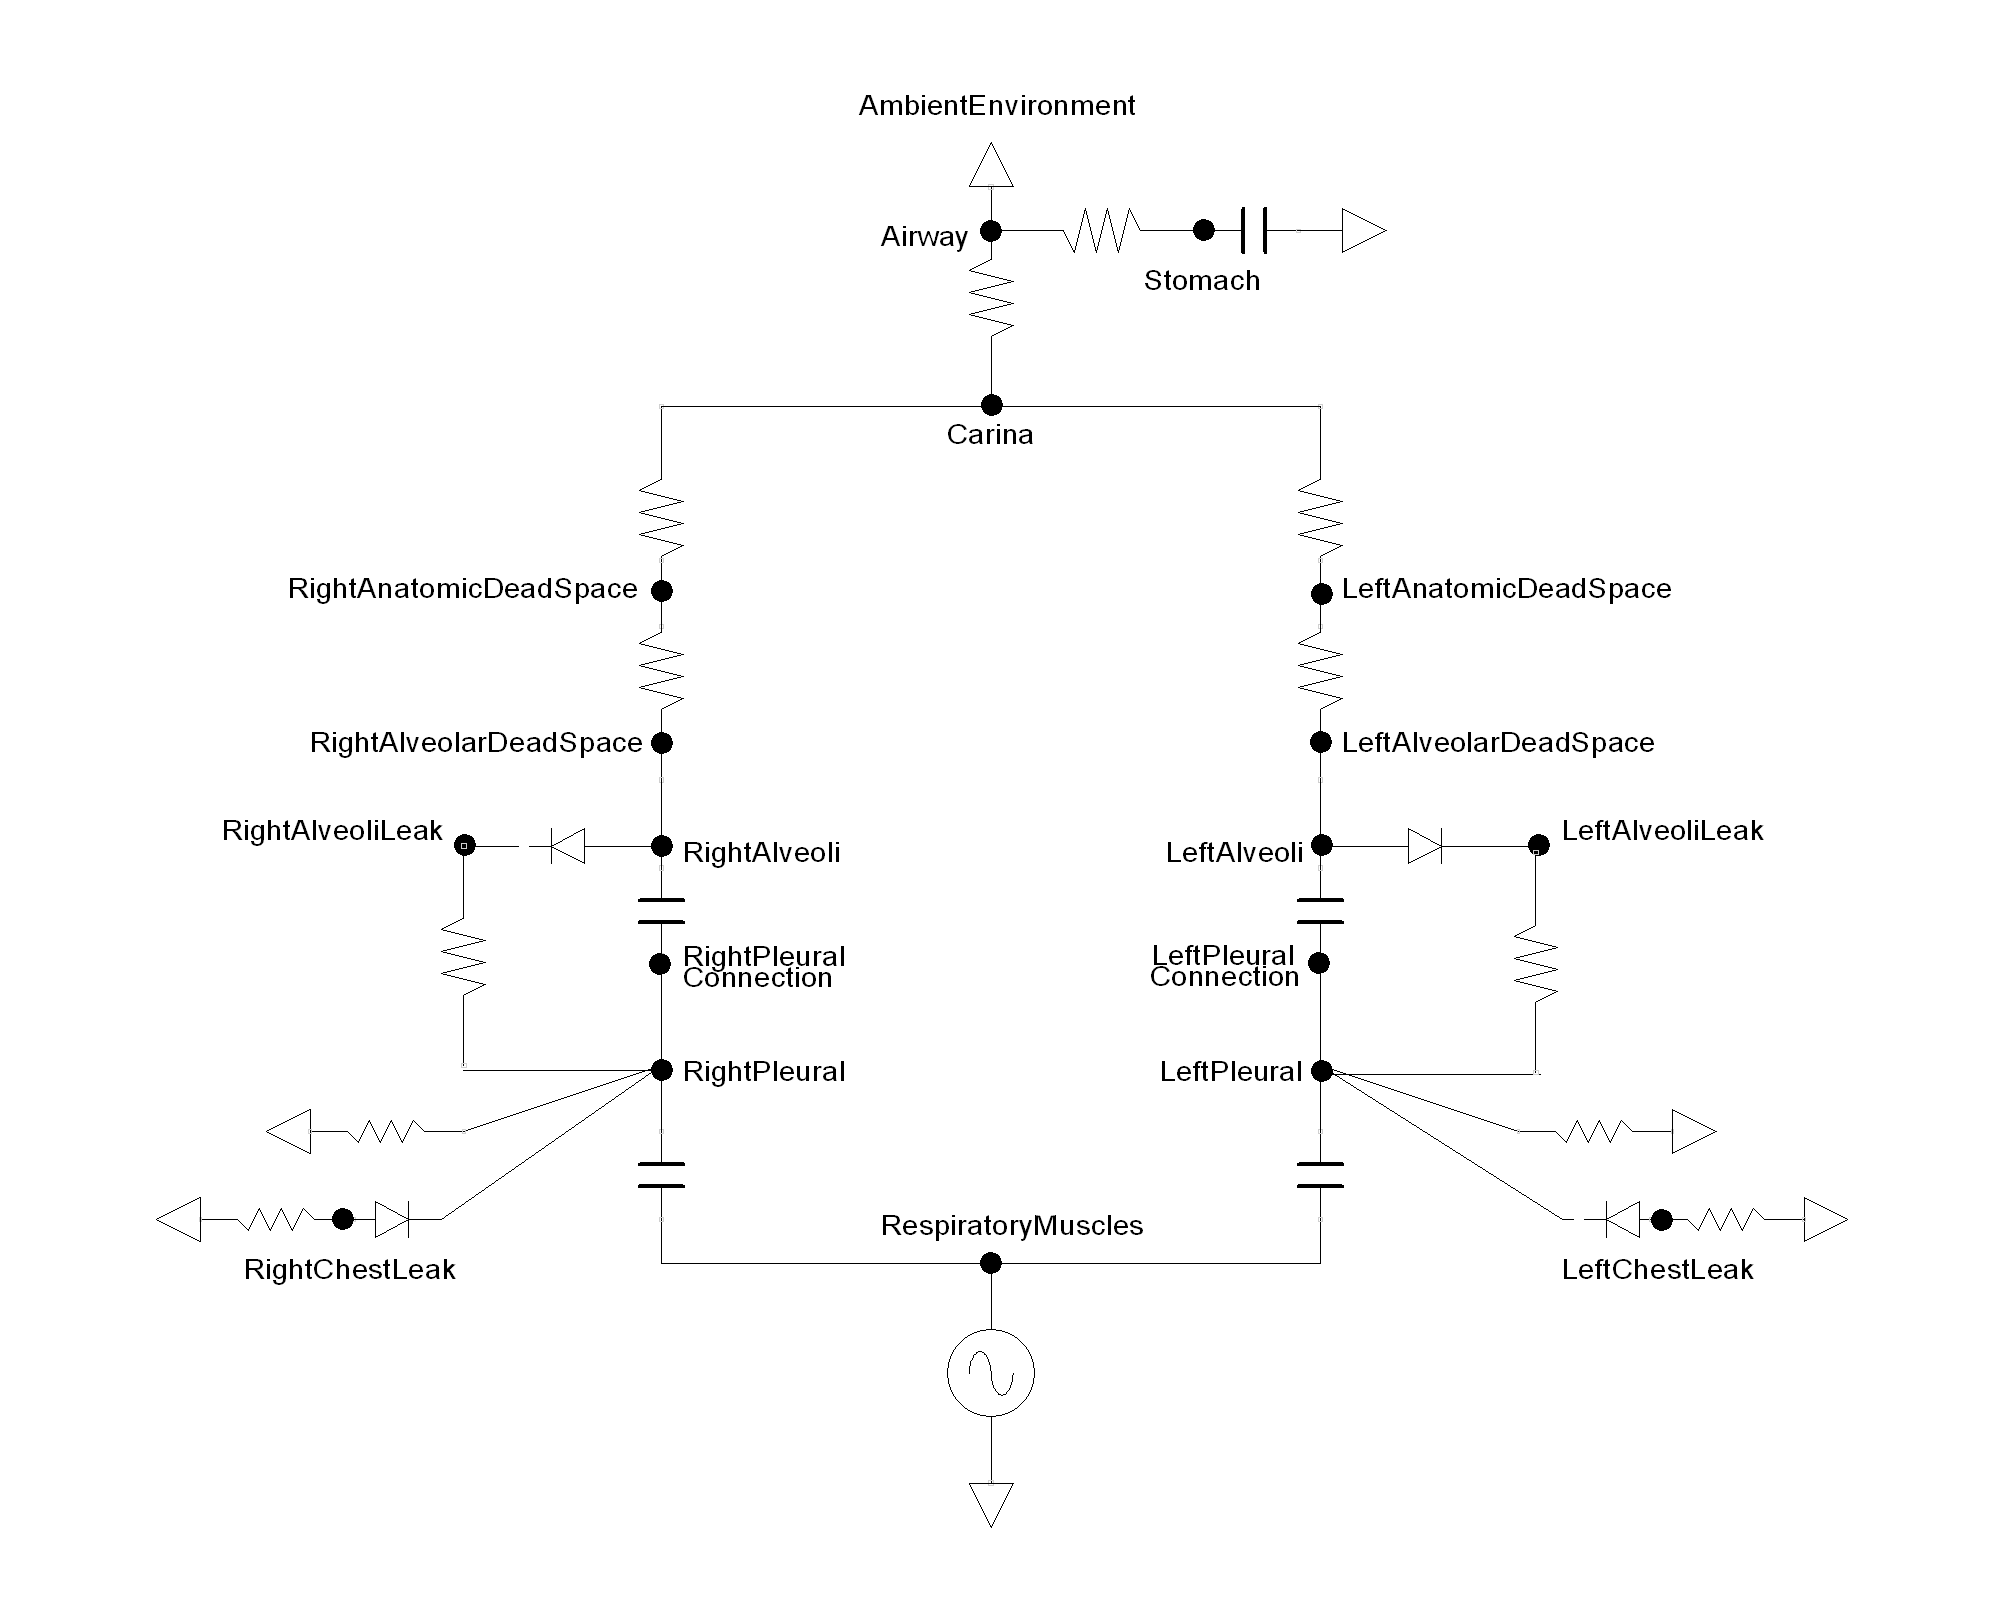 AmbientEnvironment
Airway
Stomach
Carina
RightAnatomicDeadSpace
LeftAnatomicDeadSpace
RightAlveolarDeadSpace
LeftAlveolarDeadSpace
RightAlveoliLeak
LeftAlveoliLeak
RightAlveoli
LeftAlveoli
RightPleural
Connection
LeftPleural
Connection
RightPleural
LeftPleural
RespiratoryMuscles
RightChestLeak
LeftChestLeak